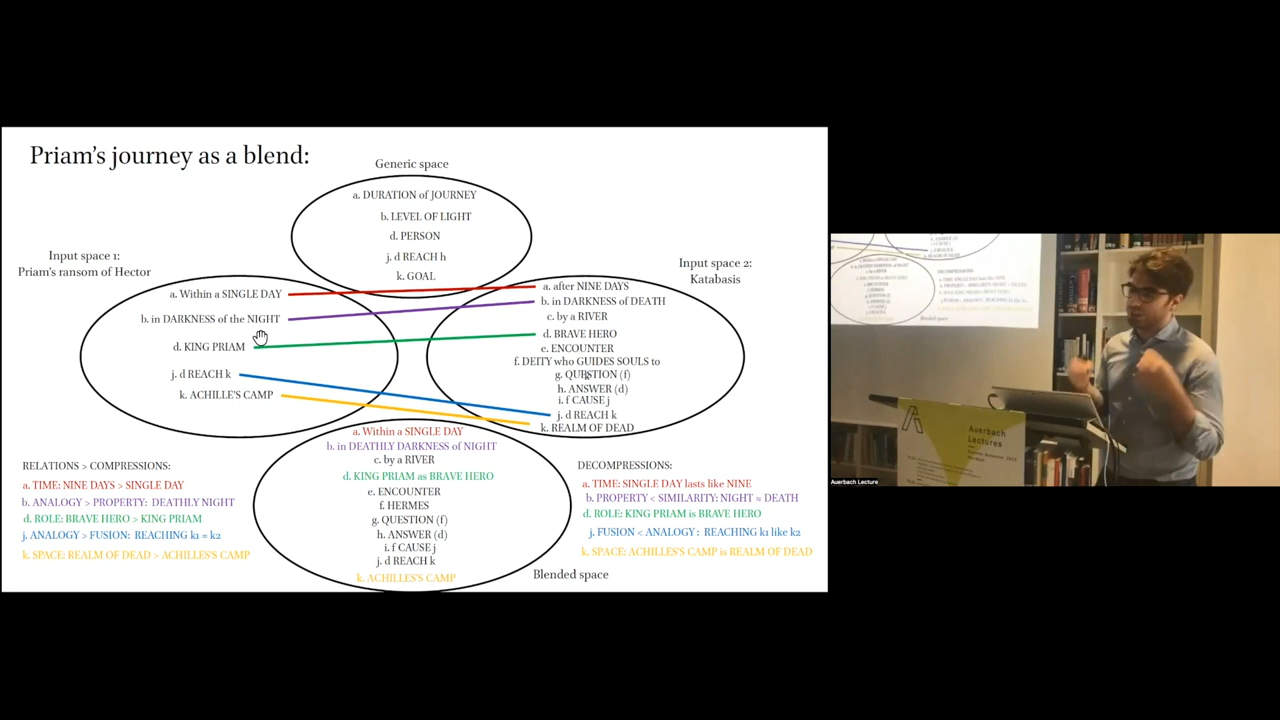 Priam's journey as a blend:
Generic space
a. DURATION of JOURNEY
b. LEVEL OF LIGHT
d. PERSON
j. d REACH h
k. GOAL
Input space 1:
Priam's ransom of Hector
a. Within a SINGLE DAY
b. in DARKNESS of the NIGHT
d. KING PRIAM
j. d REACH k
k. ACHILLE'S CAMP
Input space 2:
Katabasis
a. after NINE DAYS
b. in DARKNESS of DEATH
c. by a RIVER
d. BRAVE HERO
e. ENCOUNTER
f. DEITY who GUIDES SOULS to
g. QUESTION (f)
h. ANSWER (d)
i. f CAUSE j
j. d REACH k
k. REALM OF DEAD
a. Within a SINGLE DAY
b. in DEATHLY DARKNESS of NIGHT
c. by a RIVER
d. KING PRIAM as BRAVE HERO
e. ENCOUNTER
f. HERMES
g. QUESTION (f)
h. ANSWER (d)
i. f CAUSE j
j. d REACH k
k. ACHILLES'S CAMP
Blended space
RELATIONS > COMPRESSIONS:
a. TIME: NINE DAYS > SINGLE DAY
b. ANALOGY > PROPERTY: DEATHLY NIGHT
d. ROLE: BRAVE HERO > KING PRIAM
j. ANALOGY > FUSION: REACHING k1 = k2
k. SPACE: REALM OF DEAD > ACHILLES'S CAMP
DECOMPRESSIONS:
a. TIME: SINGLE DAY lasts like NINE
b. PROPERTY < SIMILARITY: NIGHT ≈ DEATH
d. ROLE: KING PRIAM is BRAVE HERO
j. FUSION < ANALOGY : REACHING k1 like k2
k. SPACE: ACHILLES'S CAMP is REALM OF DEAD
Auerbach
Lectures
Auerbach Lecture